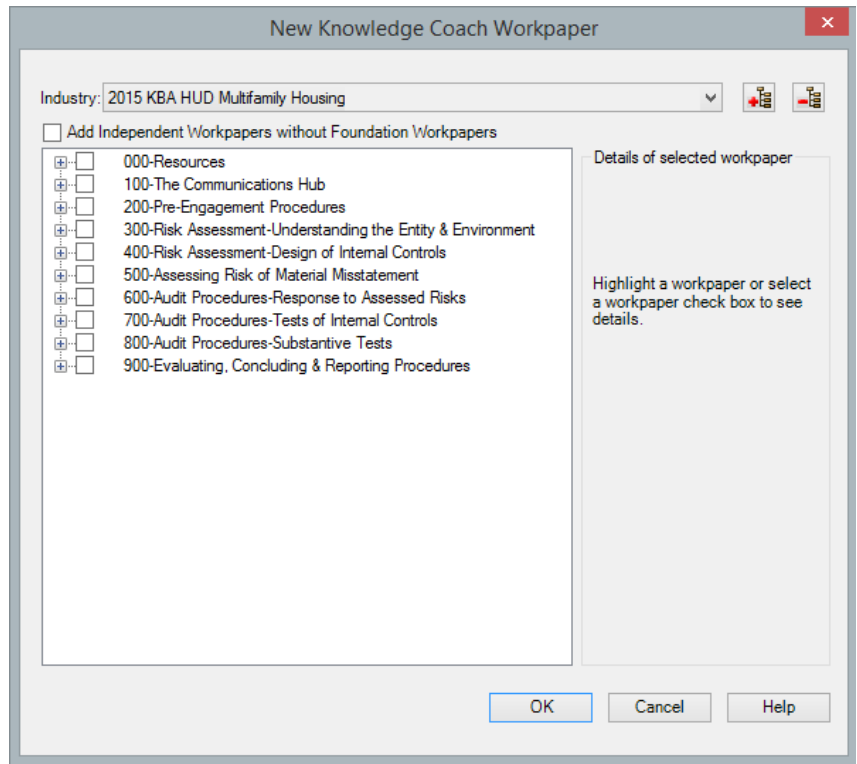 New Knowledge Coach Workpaper
Industry: 2015 KBA HUD Multifamily Housing
Add Independent Workpapers without Foundation Workpapers
000-Resources
100-The Communications Hub
200-Pre-Engagement Procedures
300-Risk Assessment-Understanding the Entity & Environment
400-Risk Assessment-Design of Internal Controls
500-Assessing Risk of Material Misstatement
600-Audit Procedures-Response to Assessed Risks
700-Audit Procedures-Tests of Internal Controls
800-Audit Procedures-Substantive Tests
900-Evaluating, Concluding & Reporting Procedures
Details of selected workpaper
Highlight a workpaper or select
a workpaper check box to see
details.
OK
Cancel
Help